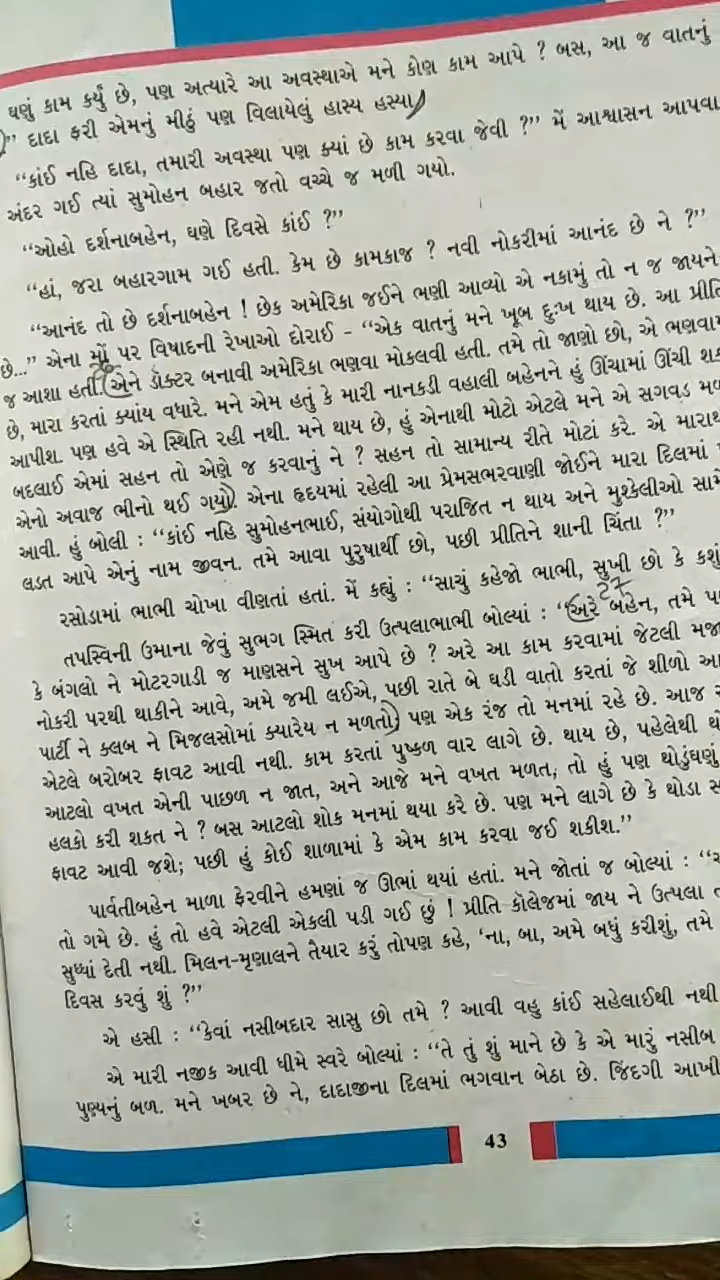 ઘણું કામ કર્યું છે, પણ અત્યારે આ અવસ્થાએ મને કોણ કામ આપે ? બસ, આ જ વાતનું
” દાદા ફરી એમનું મીઠું પણ વિલાયેલું હાસ્ય હસ્યા
“કાંઈ નહિ દાદા, તમારી અવસ્થા પણ ક્યાં છે કામ કરવા જેવી ?” મેં આશ્વાસન આપવા
અંદર ગઈ ત્યાં સુમોહન બહાર જતો વચ્ચે જ મળી ગયો.
“ઓહો દર્શનાબહેન, ઘણે દિવસે કાંઈ ?”
“હાં, જરા બહારગામ ગઈ હતી. કેમ છે કામકાજ ? નવી નોકરીમાં આનંદ છે ને ?”
“આનંદ તો છે દર્શનાબહેન ! છેક અમેરિકા જઈને ભણી આવ્યો એ નકામું તો ન જ જાયને
છે...” એના મોં પર વિષાદની રેખાઓ દોરાઈ – “એક વાતનું મને ખૂબ દુઃખ થાય છે. આ
જ આશા હતી. એને ડૉક્ટર બનાવી અમેરિકા ભણવા મોકલવી હતી. તમે તો જાણો છો, એ
છે, મારા કરતાં ક્યાંય વધારે. મને એમ હતું કે મારી નાનકડી વહાલી બહેનને હું ઊંચામાં ઊંચી
આપીશ. પણ હવે એ સ્થિતિ રહી નથી. મને થાય છે, હું એનાથી મોટો એટલે મને એ સગવડ
બદલાઈ એમાં સહન તો એણે જ કરવાનું ને ? સહન તો સામાન્ય રીતે મોટાં કરે. એ
એનો અવાજ ભીનો થઈ ગયો. એના હૃદયમાં રહેલી આ પ્રેમસભરવાણી જોઈને મારા દિલમાં
આવી. હું બોલી : “કાંઈ નહિ સુમોહનભાઈ, સંયોગોથી પરાજિત ન થાય અને મુશ્કેલીઓ
લડત આપે એનું નામ જીવન. તમે આવા પુરુષાર્થી છો, પછી પ્રીતિને શાની ચિંતા ?”
રસોડામાં ભાભી ચોખા વીણતાં હતાં. મેં કહ્યું : “સાચું કહેજો ભાભી, સુખી છો કે કશું
27
તપસ્વિની ઉમાના જેવું સુભગ સ્મિત કરી ઉત્પલાભાભી બોલ્યાં : “અરે બહેન, તમે
કે બંગલો ને મોટરગાડી જ માણસને સુખ આપે છે ? અરે આ કામ કરવામાં જેટલી
નોકરી પરથી થાકીને આવે, અમે જમી લઈએ, પછી રાતે બે ઘડી વાતો કરતાં જે શીળો
પાર્ટી ને ક્લબ ને મિજલસોમાં ક્યારેય ન મળતો; પણ એક રંજ તો મનમાં રહે છે. આજ
એટલે બરોબર ફાવટ આવી નથી. કામ કરતાં પુષ્કળ વાર લાગે છે. થાય છે, પહેલેથી
આટલો વખત એની પાછળ ન જાત, અને આજે મને વખત મળત, તો હું પણ થોડુંઘણું
હલકો કરી શકત ને ? બસ આટલો શોક મનમાં થયા કરે છે. પણ મને લાગે છે કે થોડા
ફાવટ આવી જશે; પછી હું કોઈ શાળામાં કે એમ કામ કરવા જઈ શકીશ.”
પાર્વતીબહેન માળા ફેરવીને હમણાં જ ઊભાં થયાં હતાં. મને જોતાં જ બોલ્યાં :
તો ગમે છે. હું તો હવે એટલી એકલી પડી ગઈ છું ! પ્રીતિ કૉલેજમાં જાય ને ઉત્પલા
સુધ્ધાં દેતી નથી. મિલન-મૃણાલને તૈયાર કરું તોપણ કહે, ‘ના, બા, અમે બધું કરીશું, તમે
દિવસ કરવું શું ?”
એ હસી : “કેવાં નસીબદાર સાસુ છો તમે ? આવી વહુ કાંઈ સહેલાઈથી નથી
એ મારી નજીક આવી ધીમે સ્વરે બોલ્યાં : “તે તું શું માને છે કે એ મારું નસીબ
પુણ્યનું બળ. મને ખબર છે ને, દાદાજીના દિલમાં ભગવાન બેઠા છે. જિંદગી આખી
43